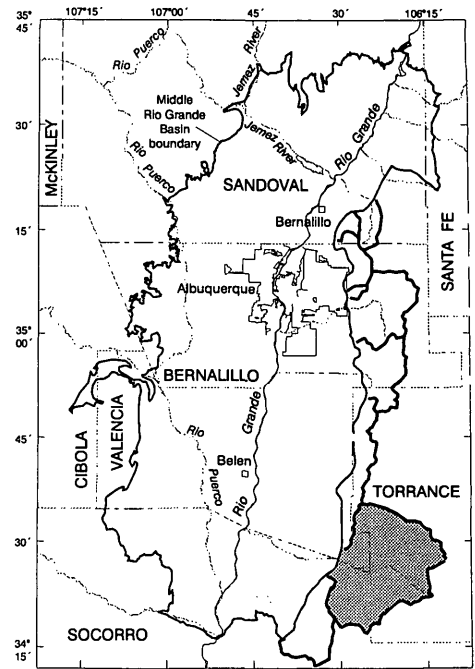 107°15′ 107°00′ 45′ 30′ 106°15′
35°
45′
Rio Puerco
River
Jemez
Middle
Rio Grande
Basin
boundary
30′
McKINLEY
Rio Puerco
Jemez River
Rio Grande
SANDOVAL
Bernalillo
SANTA FE
15′
Albuquerque
35°
00′
BERNALILLO
Grande
Rio
CIBOLA
VALENCIA
45′
Rio
Puerco
Belen
TORRANCE
30′
SOCORRO
34°
15′